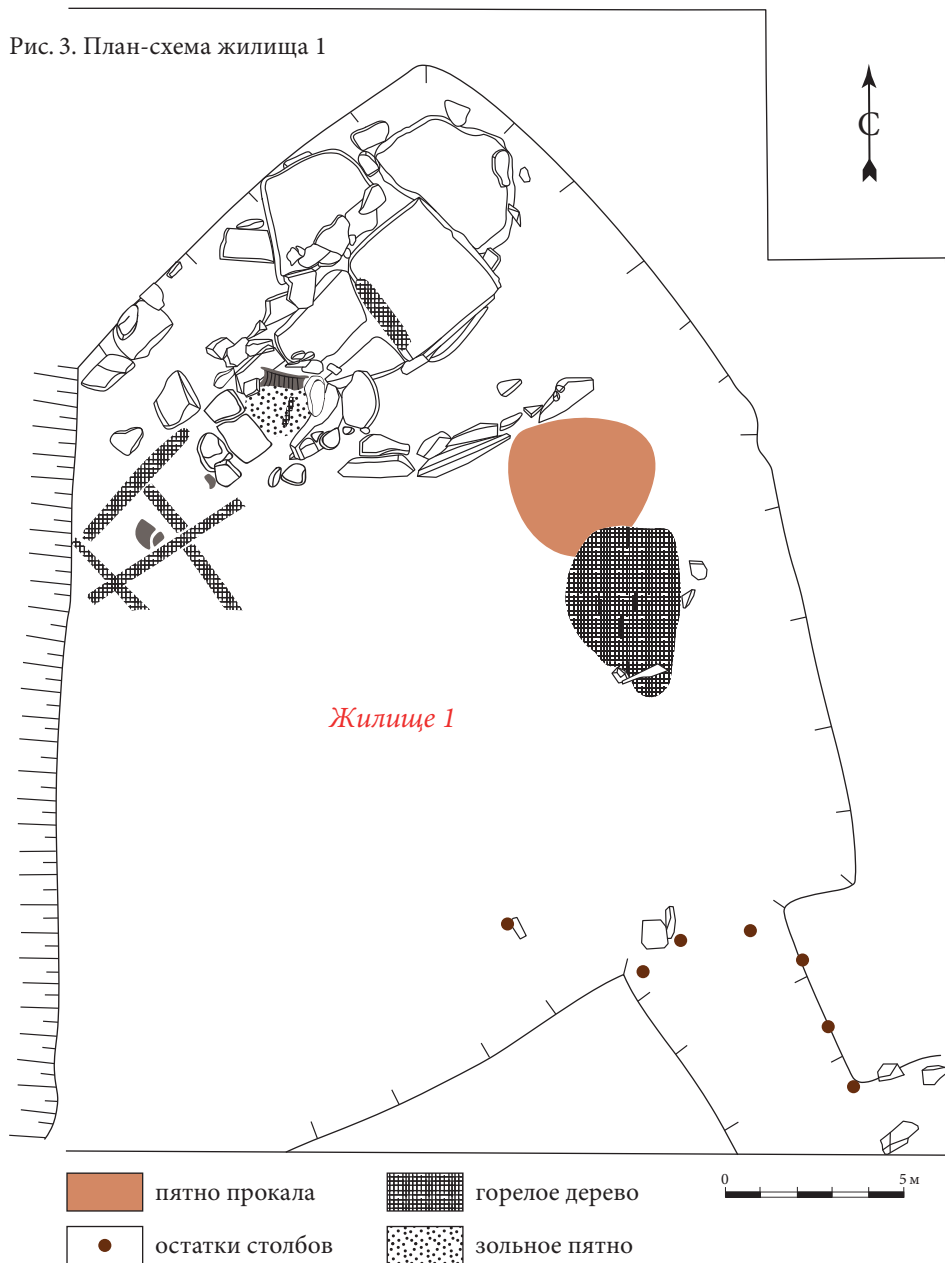 Рис. 3. План-схема жилища 1
С
Жилище 1
пятно прокала
горелое дерево
0 5 м
остатки столбов
зольное пятно